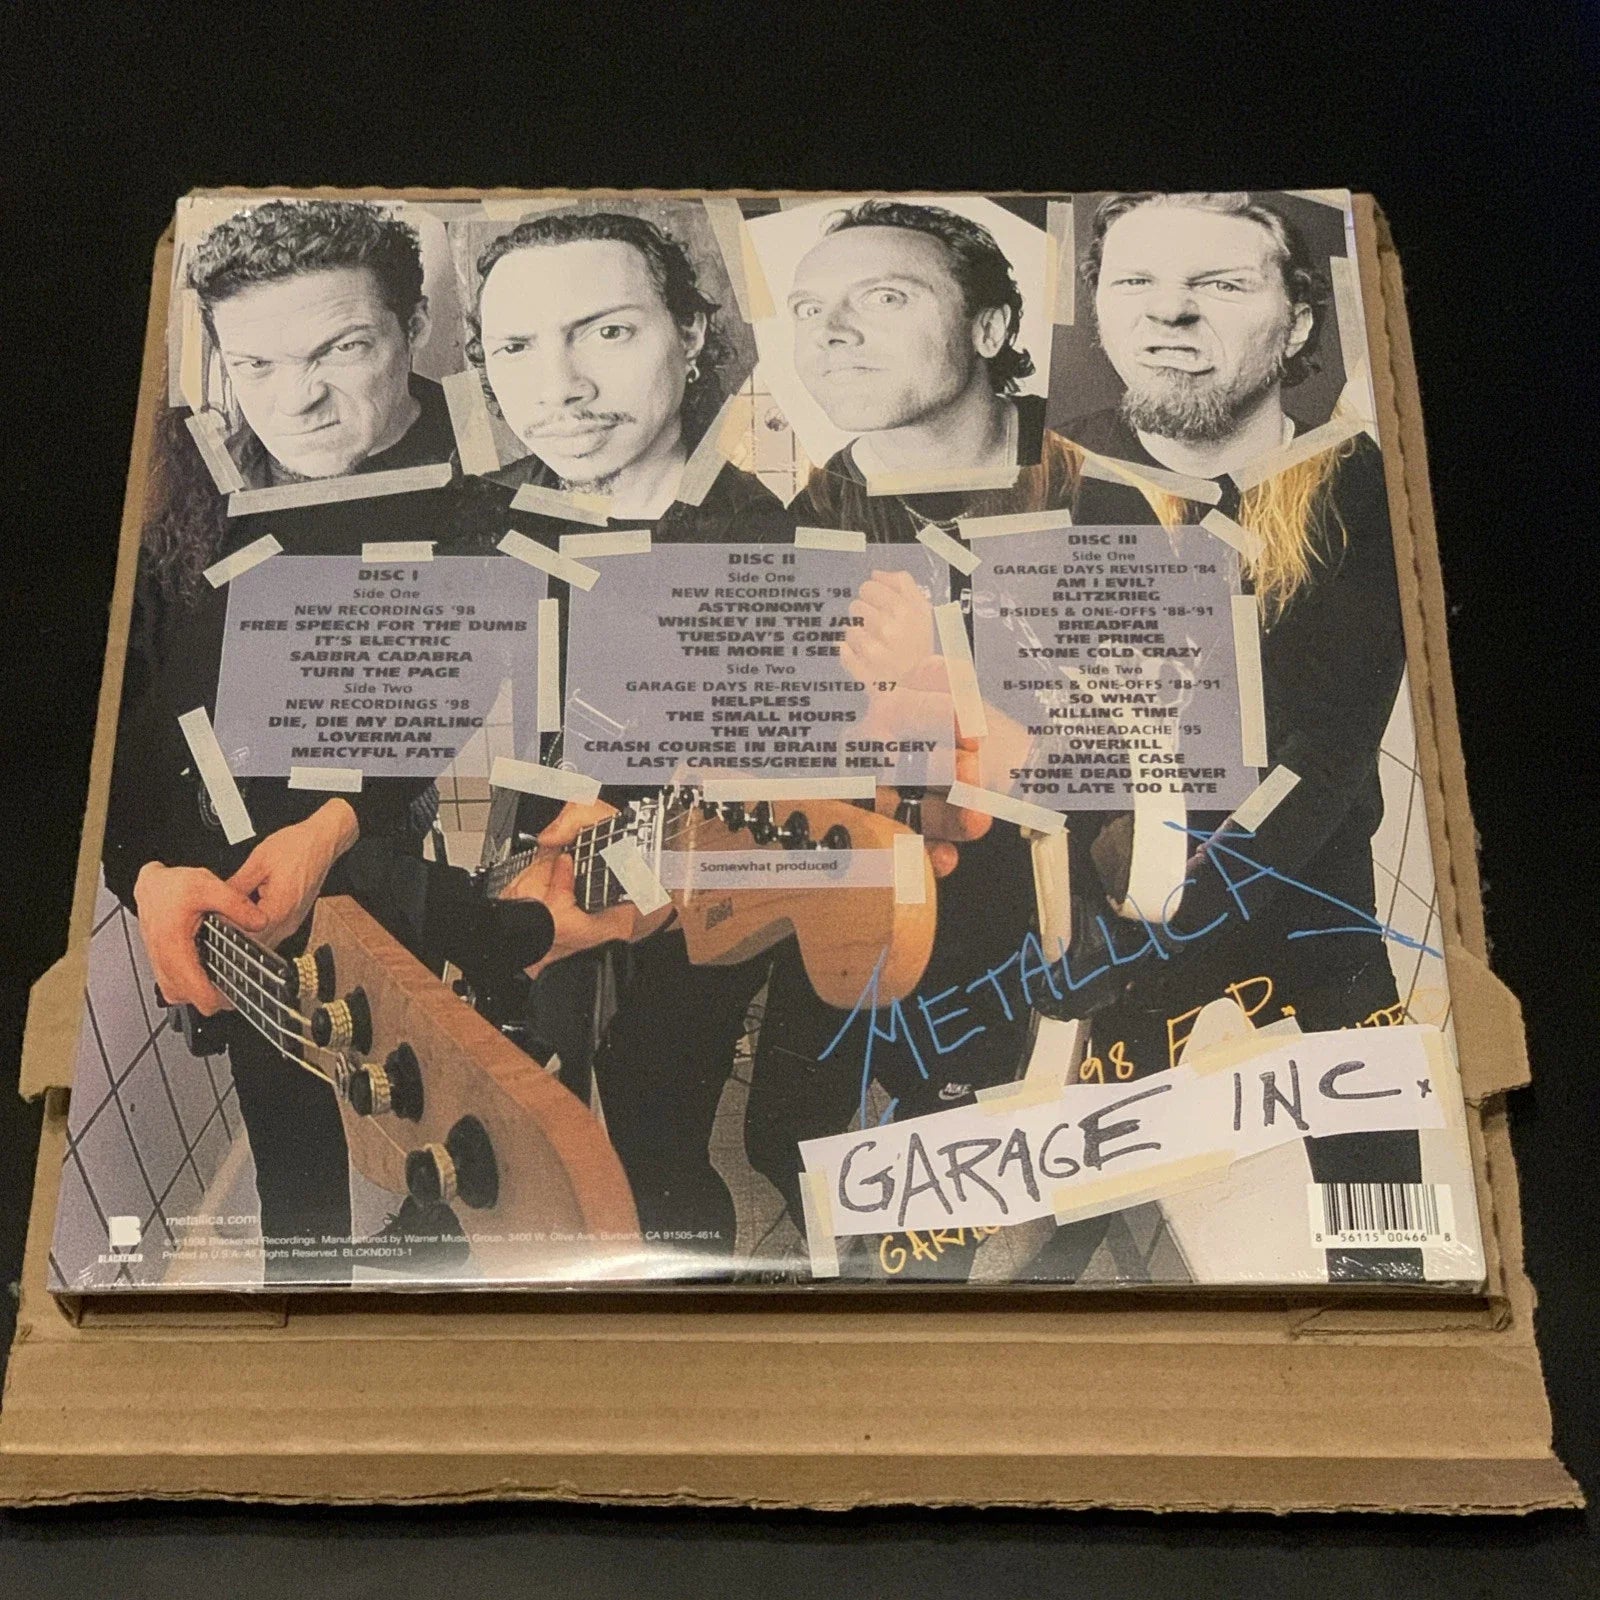 DISC I
Side One
NEW RECORDINGS '98
FREE SPEECH FOR THE DUMB
IT'S ELECTRIC
SABBRA CADABRA
TURN THE PAGE
Side Two
NEW RECORDINGS '98
DIE, DIE MY DARLING
LOVERMAN
MERCYFUL FATE
DISC II
Side One
NEW RECORDINGS '98
ASTRONOMY
WHISKEY IN THE JAR
TUESDAY'S GONE
THE MORE I SEE
Side Two
GARAGE DAYS RE-REVISITED '87
HELPLESS
THE SMALL HOURS
THE WAIT
CRASH COURSE IN BRAIN SURGERY
LAST CARESS/GREEN HELL
DISC III
Side One
GARAGE DAYS REVISITED '84
AM I EVIL?
BLITZKRIEG
B-SIDES & ONE-OFFS '88-'91
BREADFAN
THE PRINCE
STONE COLD CRAZY
Side Two
B-SIDES & ONE-OFFS '88-'91
SO WHAT
KILLING TIME
MOTORHEADACHE '95
OVERKILL
DAMAGE CASE
STONE DEAD FOREVER
TOO LATE TOO LATE
Somewhat produced
METALLICA
'98 E.P.
NIKE
GARAGE INC.
metallica.com
℗ © 1998 Blackened Recordings. Manufactured by Warner Music Group, 3400 W. Olive Ave. Burbank, CA 91505-4614.
Printed in U.S.A. All Rights Reserved. BLCKND013-1
BLACKENED
8 56115 00466 8